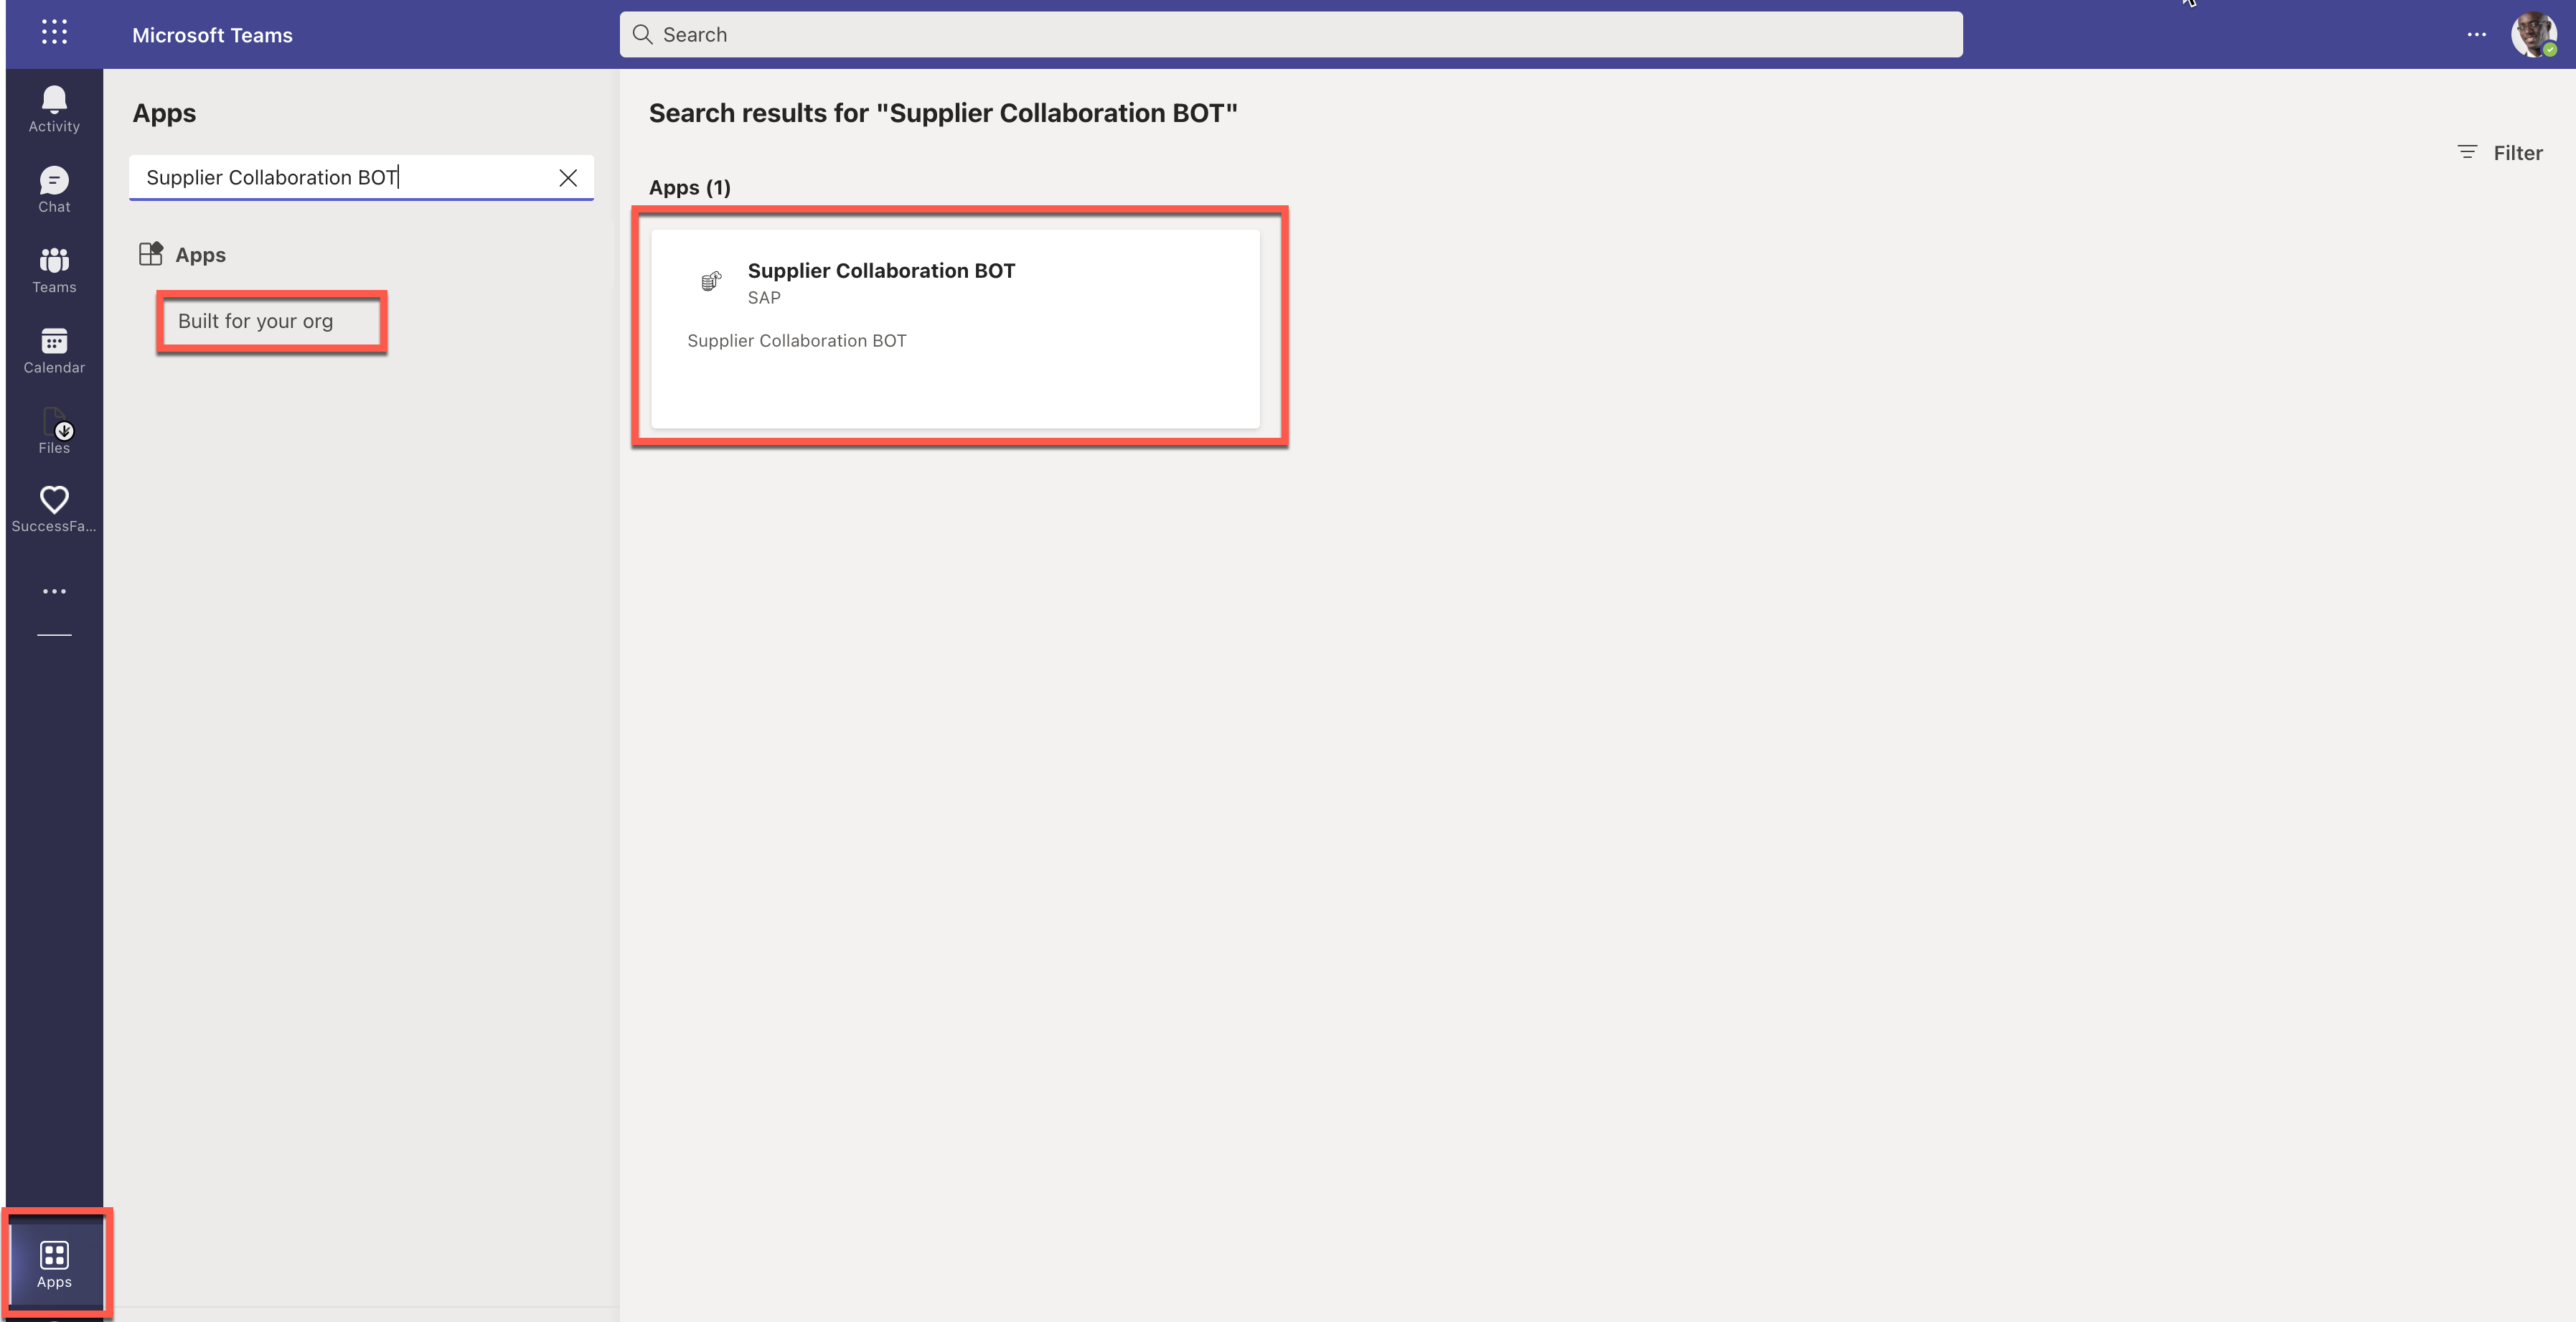 Microsoft Teams
Search
Activity
Chat
Teams
Calendar
Files
SuccessFa...
Apps
Apps
Supplier Collaboration BOT
Apps
Built for your org
Search results for "Supplier Collaboration BOT"
Filter
Apps (1)
Supplier Collaboration BOT
SAP
Supplier Collaboration BOT